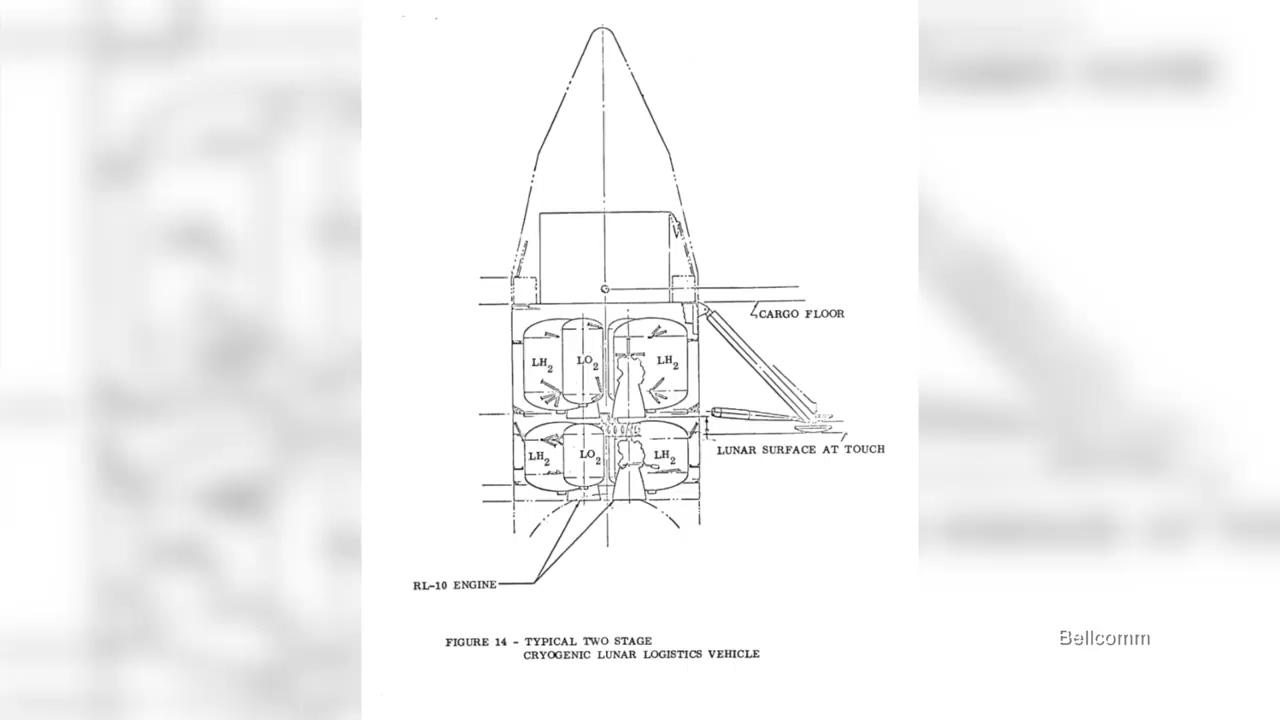 CARGO FLOOR
LH2
LO2
LH2
LH2
LO2
LH2
LUNAR SURFACE AT TOUCH
RL-10 ENGINE
FIGURE 14 - TYPICAL TWO STAGE
CRYOGENIC LUNAR LOGISTICS VEHICLE
Bellcomm